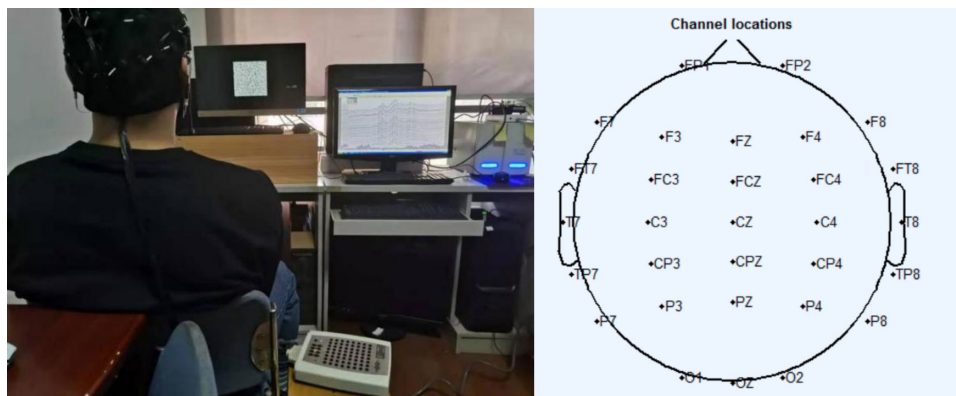 Channel locations
FP1 FP2
F7 F3 FZ F4 F8
FT7 FC3 FCZ FC4 FT8
T7 C3 CZ C4 T8
TP7 CP3 CPZ CP4 TP8
P7 P3 PZ P4 P8
O1 OZ O2